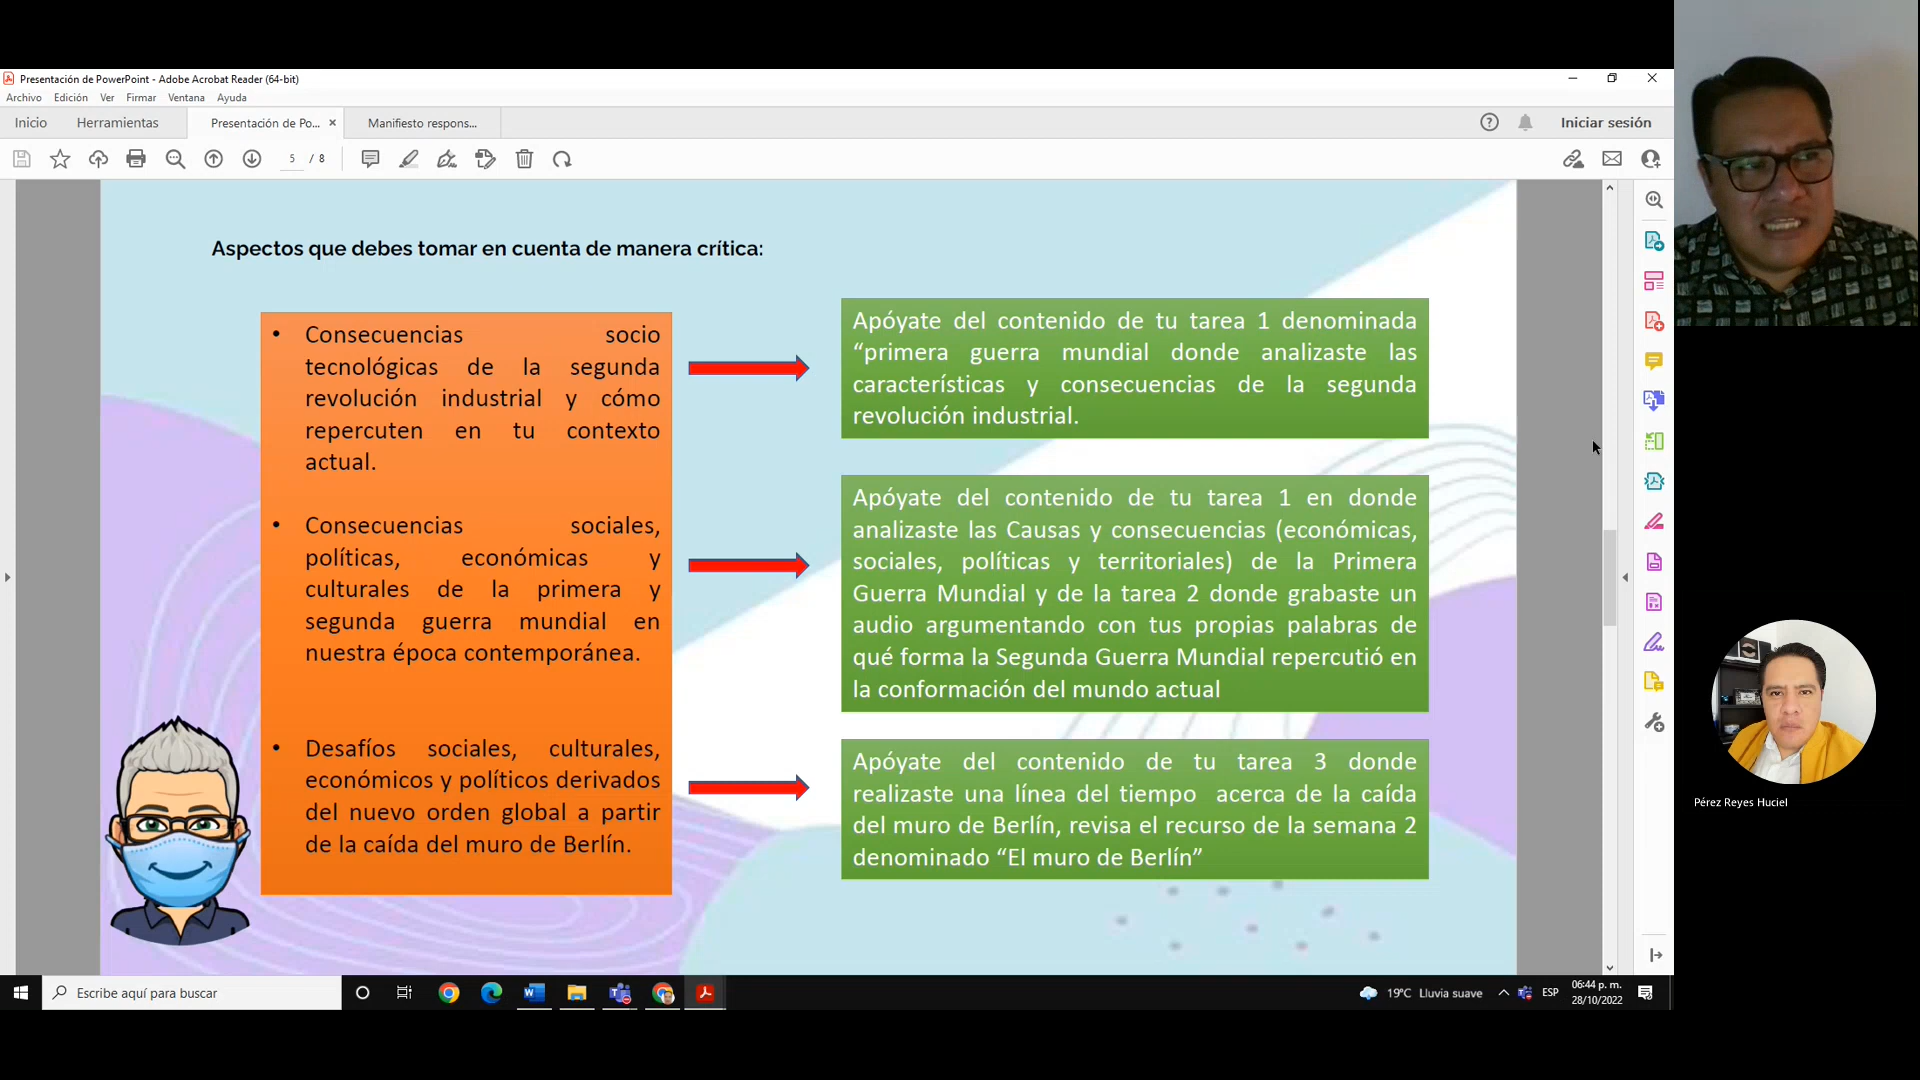 Presentación de PowerPoint - Adobe Acrobat Reader (64-bit)
Archivo Edición Ver Firmar Ventana Ayuda
Inicio Herramientas Presentación de Po... × Manifiesto respons... Iniciar sesión
5 / 8
Aspectos que debes tomar en cuenta de manera crítica:
• Consecuencias socio
tecnológicas de la segunda
revolución industrial y cómo
repercuten en tu contexto
actual.
• Consecuencias sociales,
políticas, económicas y
culturales de la primera y
segunda guerra mundial en
nuestra época contemporánea.
• Desafíos sociales, culturales,
económicos y políticos derivados
del nuevo orden global a partir
de la caída del muro de Berlín.
Apóyate del contenido de tu tarea 1 denominada
“primera guerra mundial donde analizaste las
características y consecuencias de la segunda
revolución industrial.
Apóyate del contenido de tu tarea 1 en donde
analizaste las Causas y consecuencias (económicas,
sociales, políticas y territoriales) de la Primera
Guerra Mundial y de la tarea 2 donde grabaste un
audio argumentando con tus propias palabras de
qué forma la Segunda Guerra Mundial repercutió en
la conformación del mundo actual
Apóyate del contenido de tu tarea 3 donde
realizaste una línea del tiempo acerca de la caída
del muro de Berlín, revisa el recurso de la semana 2
denominado “El muro de Berlín”
Pérez Reyes Huciel
Escribe aquí para buscar
19°C Lluvia suave
ESP
06:44 p. m.
28/10/2022